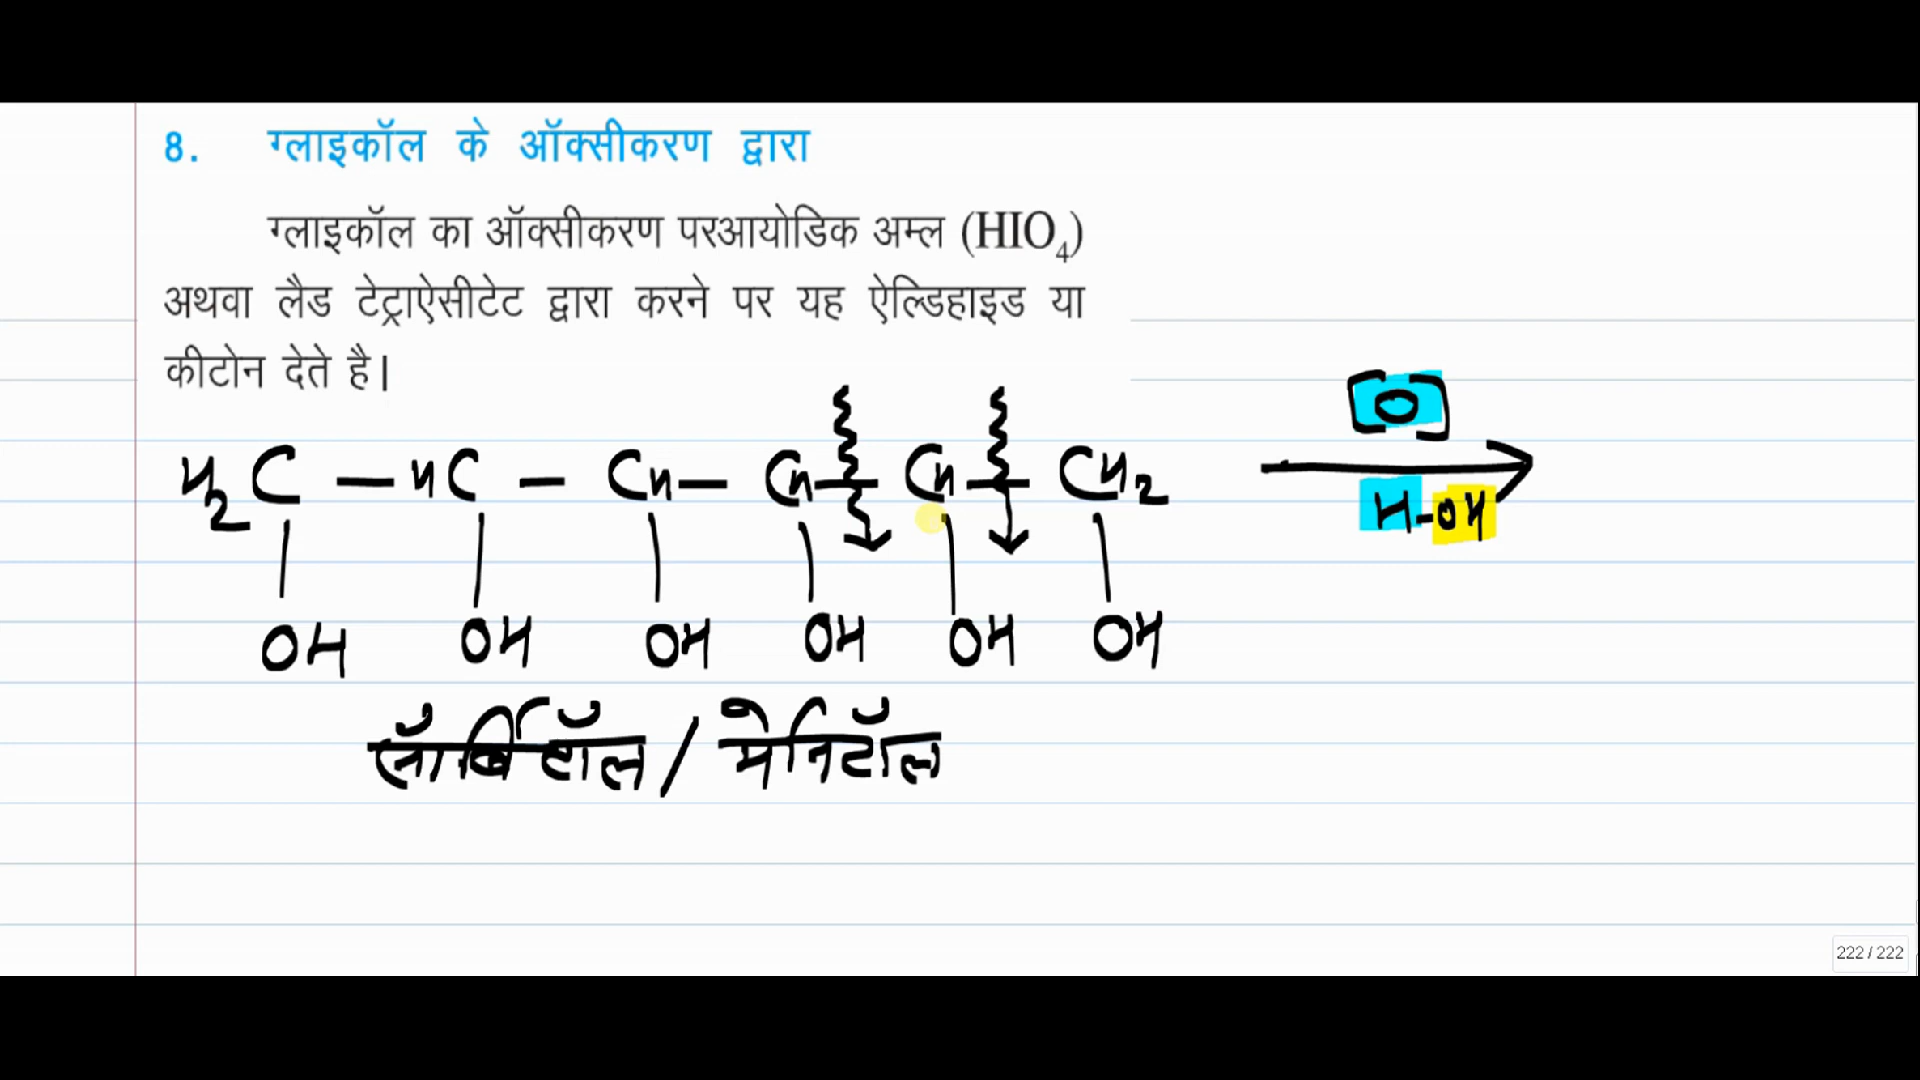 8. ग्लाइकॉल के ऑक्सीकरण द्वारा
ग्लाइकॉल का ऑक्सीकरण परआयोडिक अम्ल (HIO₄)
अथवा लैड टेट्राऐसीटेट द्वारा करने पर यह ऐल्डिहाइड या
कीटोन देते है।
[O]
H₂C — HC — CH — CH — CH — CH₂
H-OH
OH OH OH OH OH OH
सॉर्बिटॉल / मेनिटॉल
222 / 222